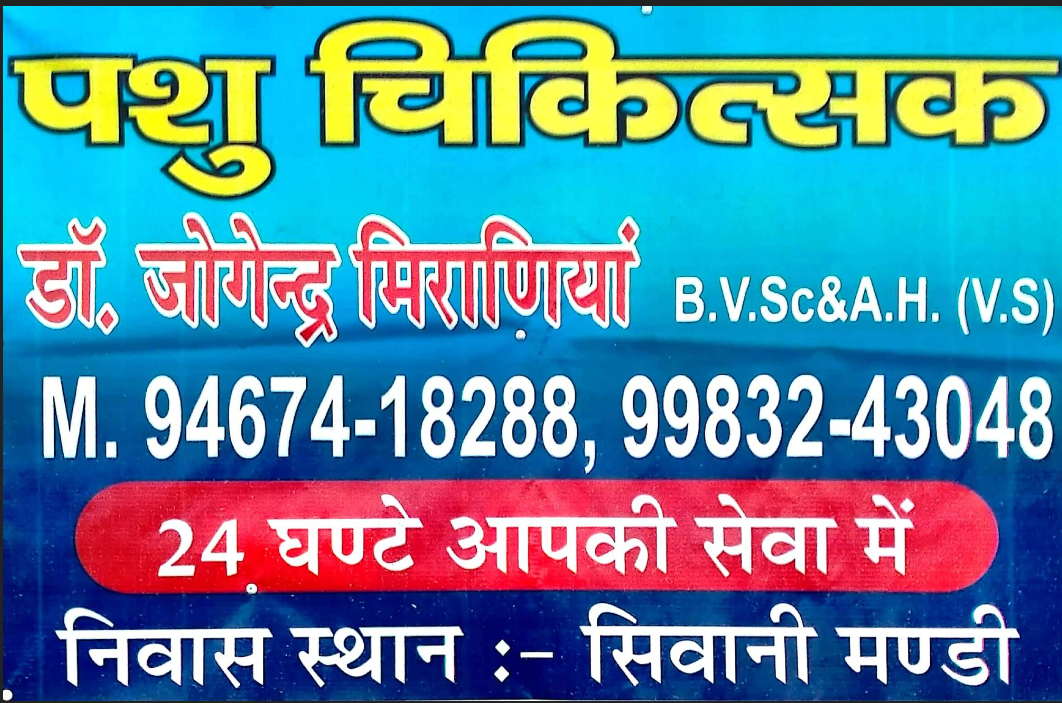 पशु चिकित्सक
डॉ. जोगेन्द्र मिराणियां B.V.Sc&A.H. (V.S)
M. 94674-18288, 99832-43048
24 घण्टे आपकी सेवा में
निवास स्थान :- सिवानी मण्डी